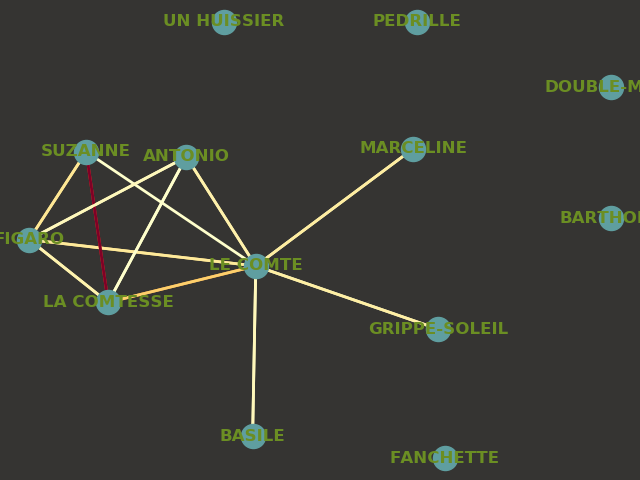 UN HUISSIER
PEDRILLE
DOUBLE-M
SUZANNE
ANTONIO
MARCELINE
BARTHOL
FIGARO
LE COMTE
LA COMTESSE
GRIPPE-SOLEIL
BASILE
FANCHETTE